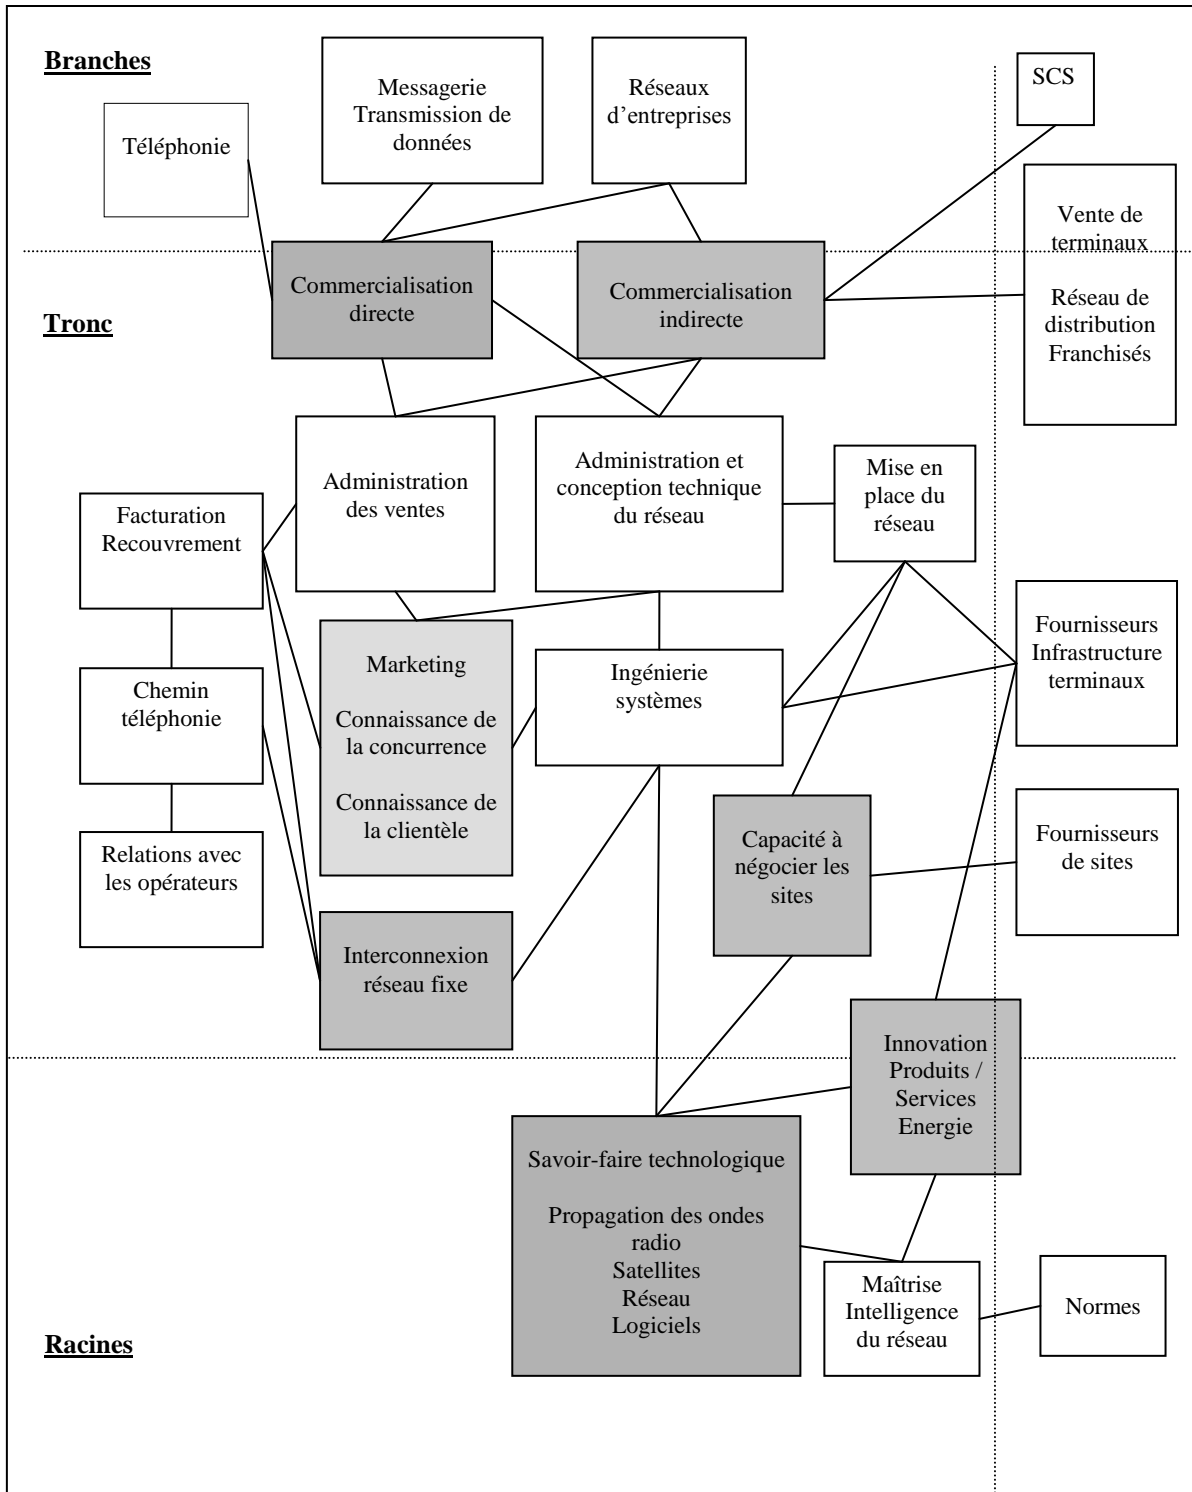 Branches
Téléphonie
Messagerie
Transmission de
données
Réseaux
d’entreprises
SCS
Vente de
terminaux
Réseau de
distribution
Franchisés
Tronc
Commercialisation
directe
Commercialisation
indirecte
Administration
des ventes
Administration et
conception technique
du réseau
Mise en
place du
réseau
Facturation
Recouvrement
Fournisseurs
Infrastructure
terminaux
Marketing
Connaissance de
la concurrence
Connaissance de
la clientèle
Ingénierie
systèmes
Chemin
téléphonie
Capacité à
négocier les
sites
Fournisseurs
de sites
Relations avec
les opérateurs
Interconnexion
réseau fixe
Innovation
Produits /
Services
Energie
Savoir-faire technologique
Propagation des ondes
radio
Satellites
Réseau
Logiciels
Maîtrise
Intelligence
du réseau
Normes
Racines